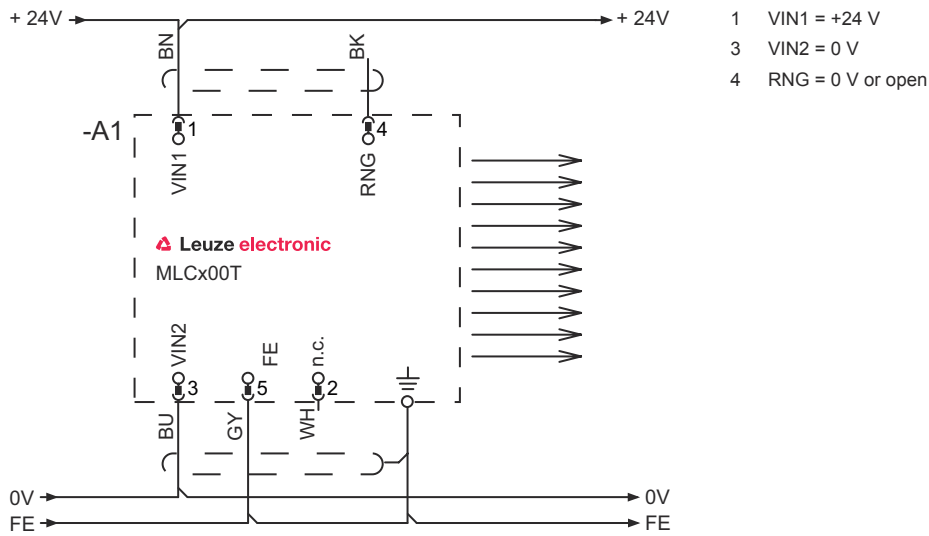 + 24V
+ 24V
BN
BK
-A1
1
4
VIN1
RNG
Leuze electronic
MLCx00T
VIN2
FE
n.c.
3
5
2
BU
GY
WH
0V
0V
FE
FE
1 VIN1 = +24 V
3 VIN2 = 0 V
4 RNG = 0 V or open